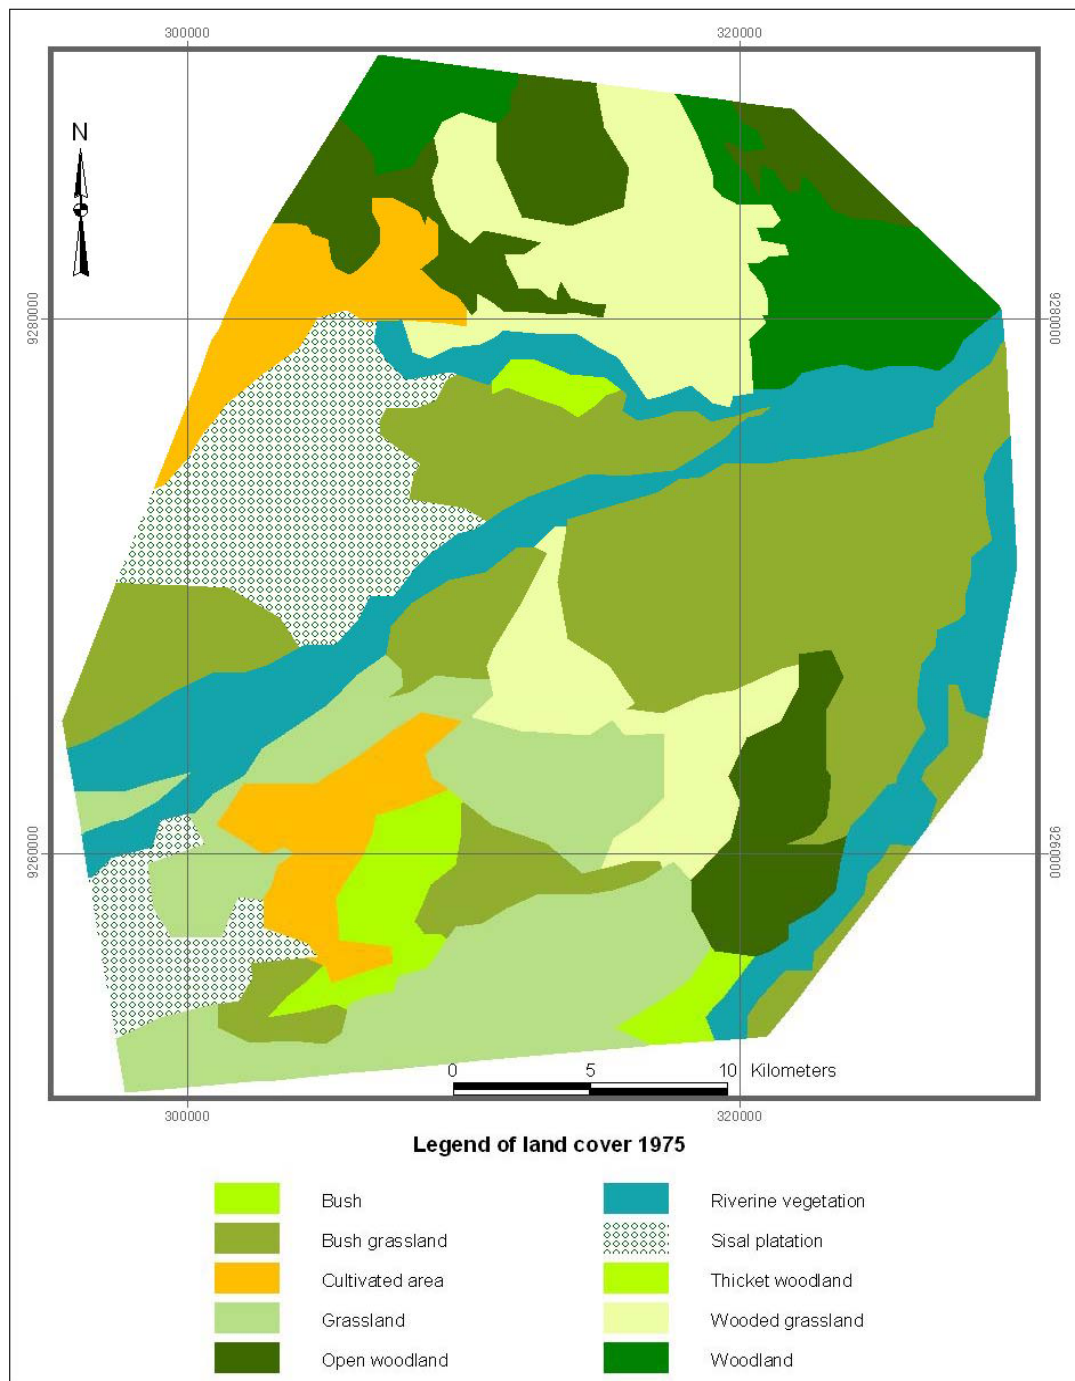 300000 320000
N
9280000 9280000
9260000 9260000
0 5 10 Kilometers
300000 320000
Legend of land cover 1975
Bush
Bush grassland
Cultivated area
Grassland
Open woodland
Riverine vegetation
Sisal platation
Thicket woodland
Wooded grassland
Woodland